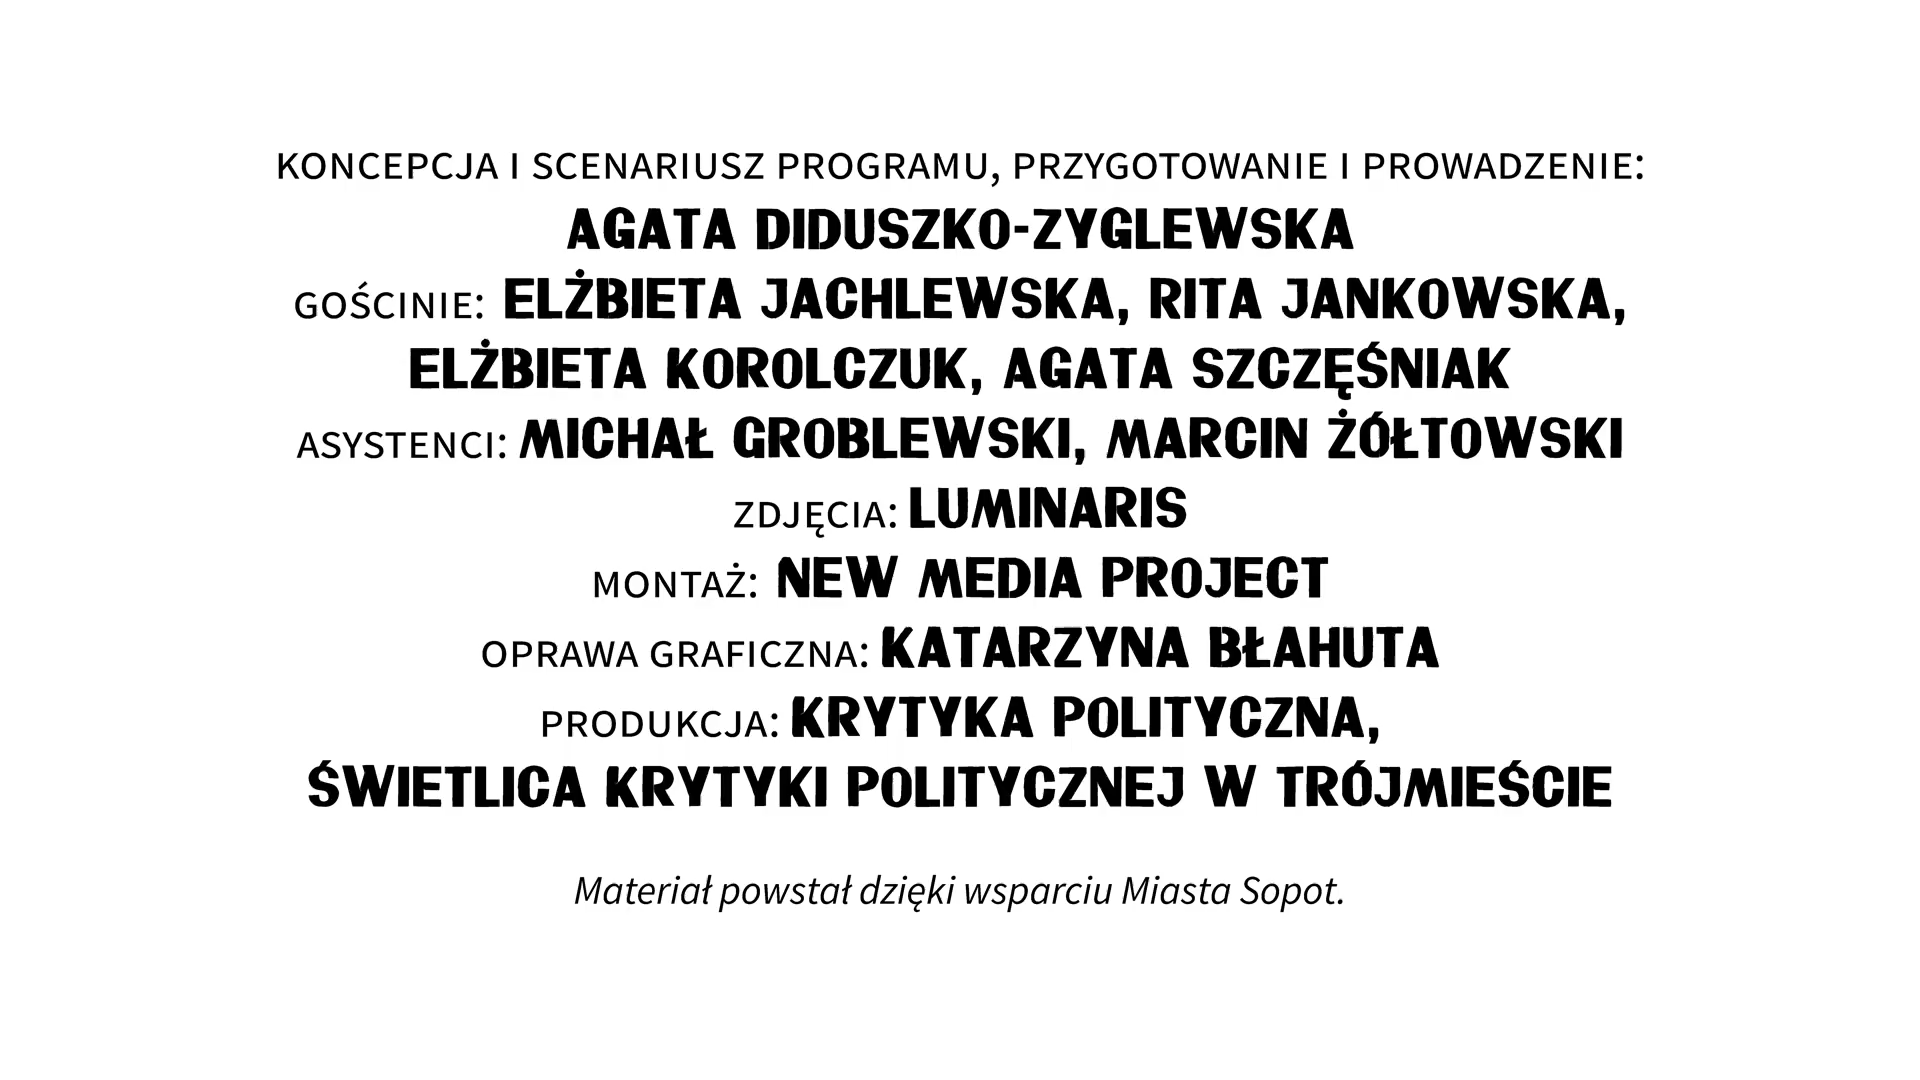 KONCEPCJA I SCENARIUSZ PROGRAMU, PRZYGOTOWANIE I PROWADZENIE:
AGATA DIDUSZKO-ZYGLEWSKA
GOŚCINIE: ELŻBIETA JACHLEWSKA, RITA JANKOWSKA,
ELŻBIETA KOROLCZUK, AGATA SZCZĘŚNIAK
ASYSTENCI: MICHAŁ GROBLEWSKI, MARCIN ŻÓŁTOWSKI
ZDJĘCIA: LUMINARIS
MONTAŻ: NEW MEDIA PROJECT
OPRAWA GRAFICZNA: KATARZYNA BŁAHUTA
PRODUKCJA: KRYTYKA POLITYCZNA,
ŚWIETLICA KRYTYKI POLITYCZNEJ W TRÓJMIEŚCIE
Materiał powstał dzięki wsparciu Miasta Sopot.